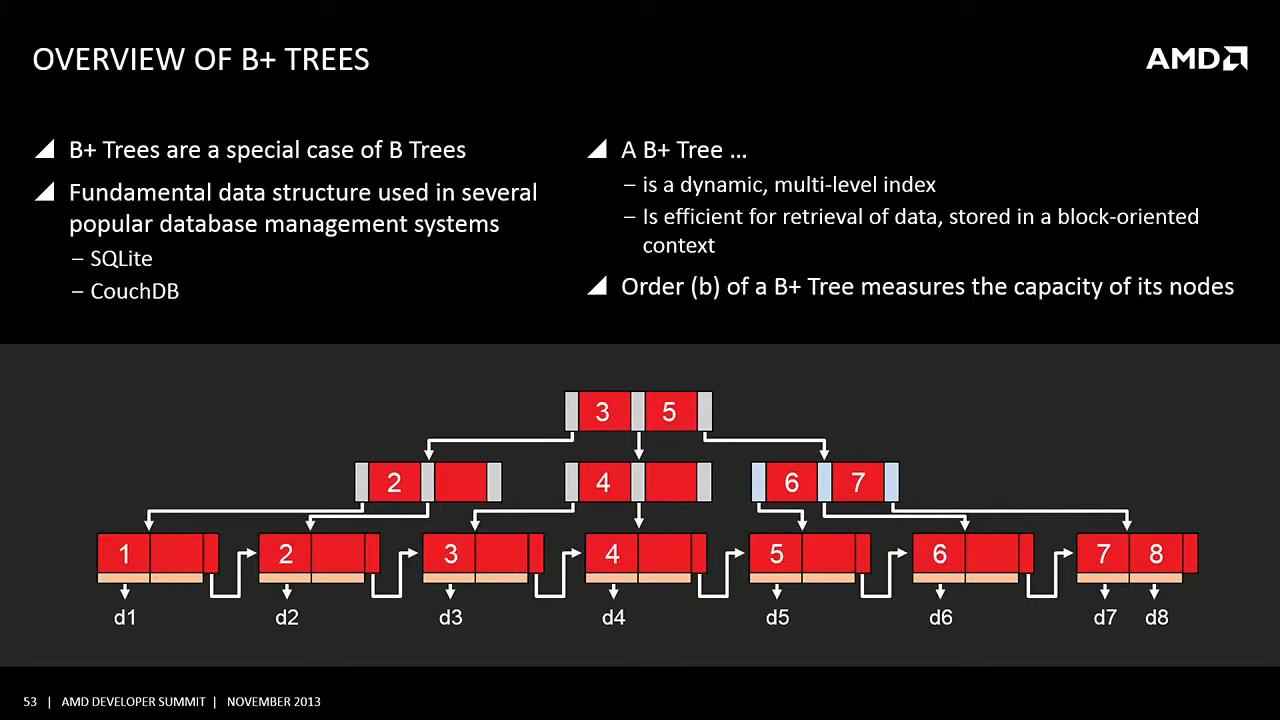 OVERVIEW OF B+ TREES
AMD
B+ Trees are a special case of B Trees
Fundamental data structure used in several
popular database management systems
– SQLite
– CouchDB
A B+ Tree …
– is a dynamic, multi-level index
– Is efficient for retrieval of data, stored in a block-oriented
context
Order (b) of a B+ Tree measures the capacity of its nodes
3 5
2 4 6 7
1 2 3 4 5 6 7 8
d1 d2 d3 d4 d5 d6 d7 d8
53 | AMD DEVELOPER SUMMIT | NOVEMBER 2013